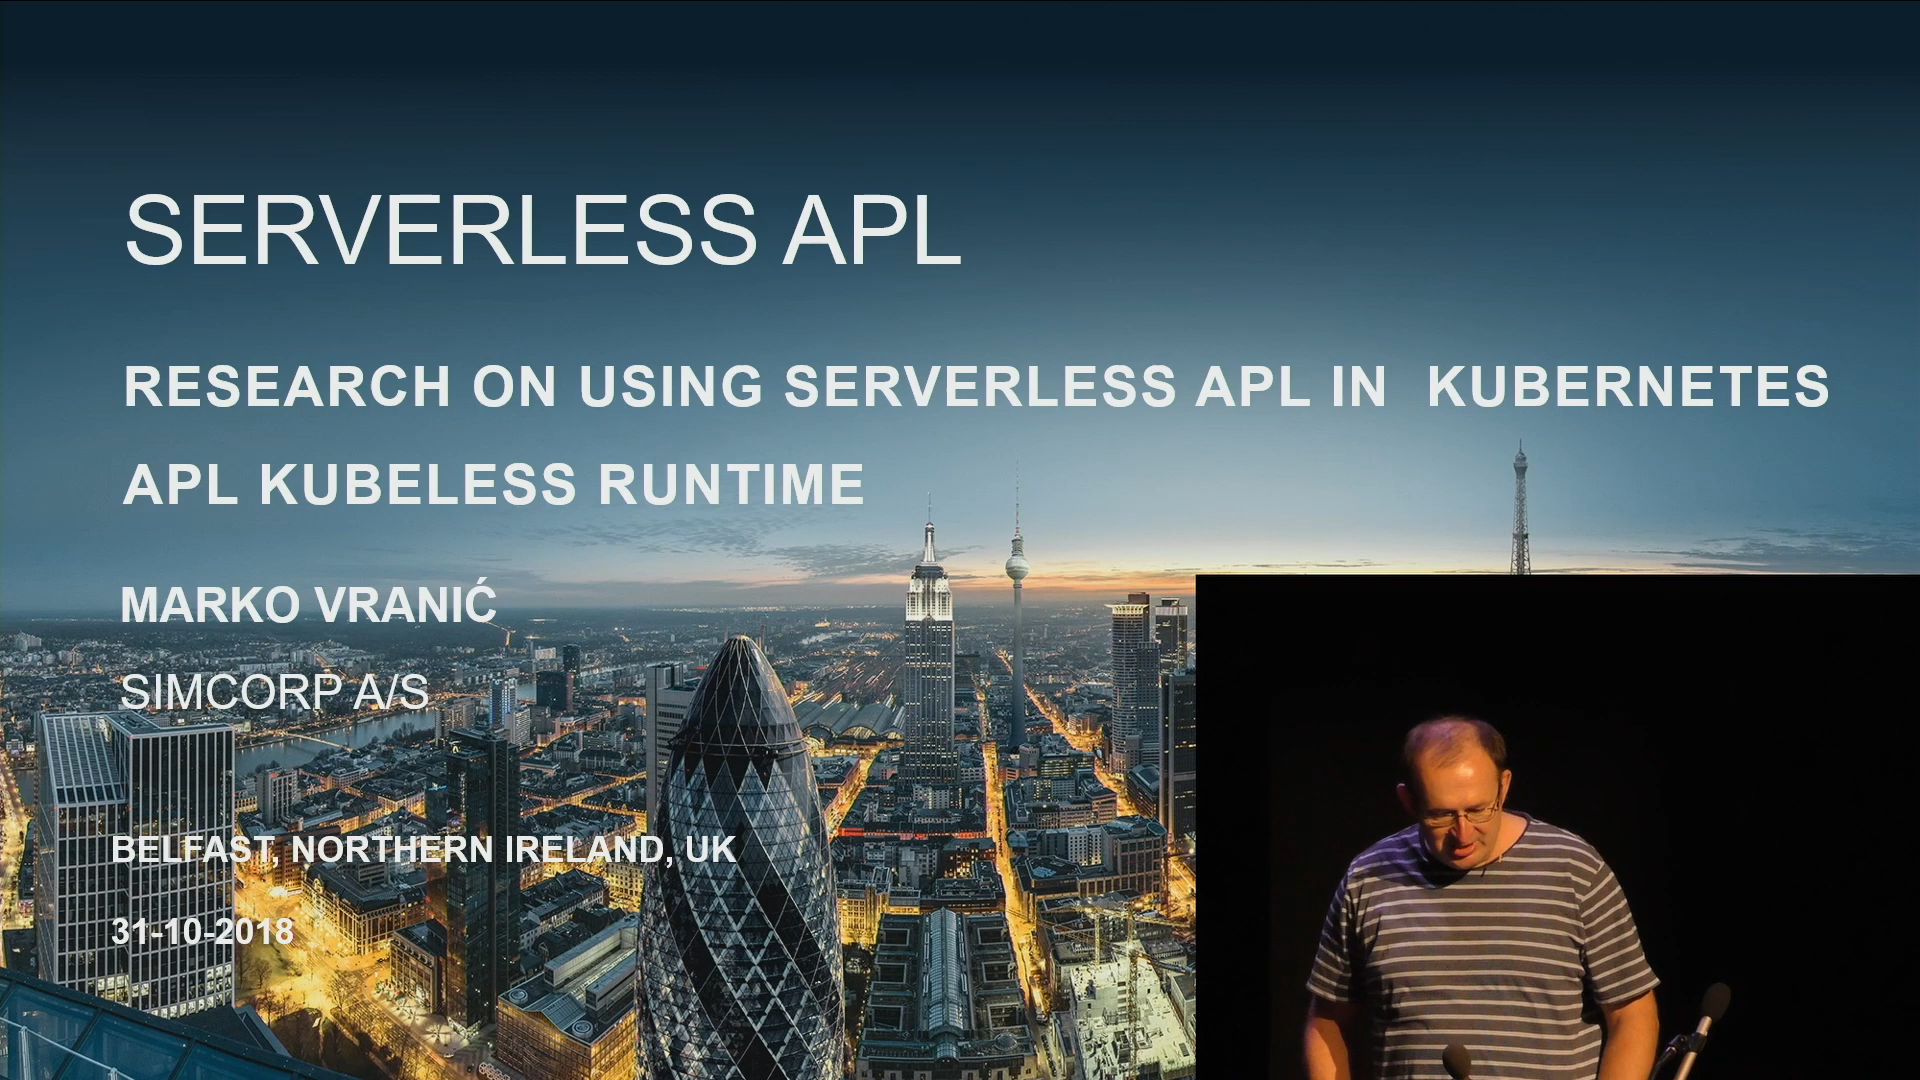 SERVERLESS APL
RESEARCH ON USING SERVERLESS APL IN  KUBERNETES
APL KUBELESS RUNTIME
MARKO VRANIĆ
SIMCORP A/S
BELFAST, NORTHERN IRELAND, UK
31-10-2018